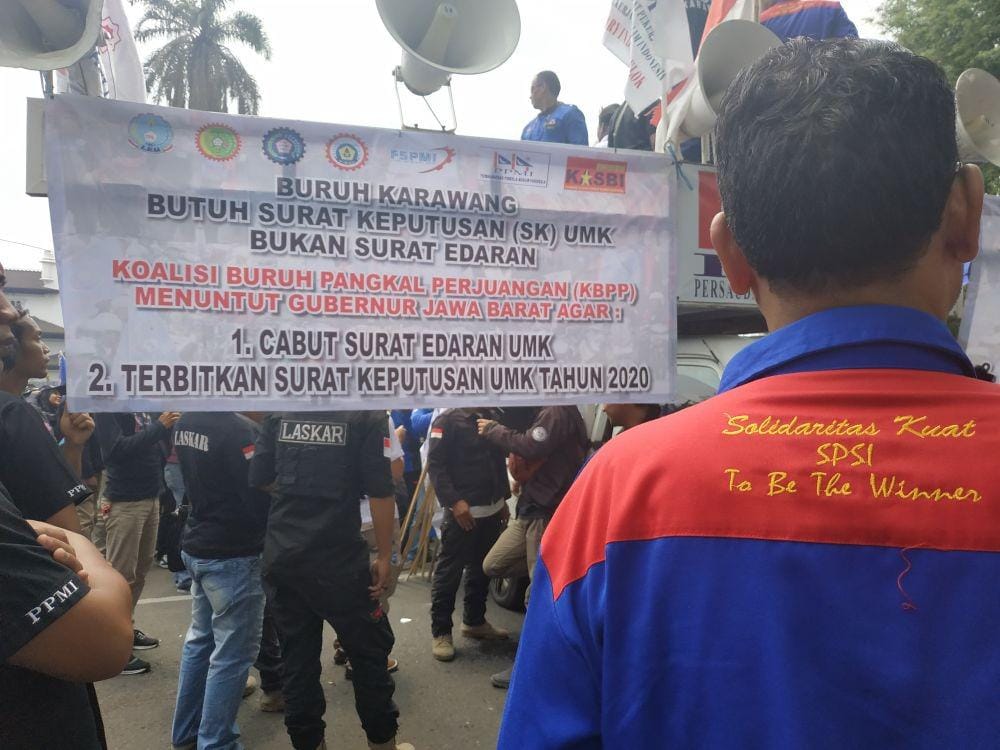 FSPMI
PPMI
KASBI
BURUH KARAWANG
BUTUH SURAT KEPUTUSAN (SK) UMK
BUKAN SURAT EDARAN
KOALISI BURUH PANGKAL PERJUANGAN (KBPP)
MENUNTUT GUBERNUR JAWA BARAT AGAR :
1. CABUT SURAT EDARAN UMK
2. TERBITKAN SURAT KEPUTUSAN UMK TAHUN 2020
LASKAR
LASKAR
PPMI
Solidaritas Kuat
SPSI
To Be The Winner